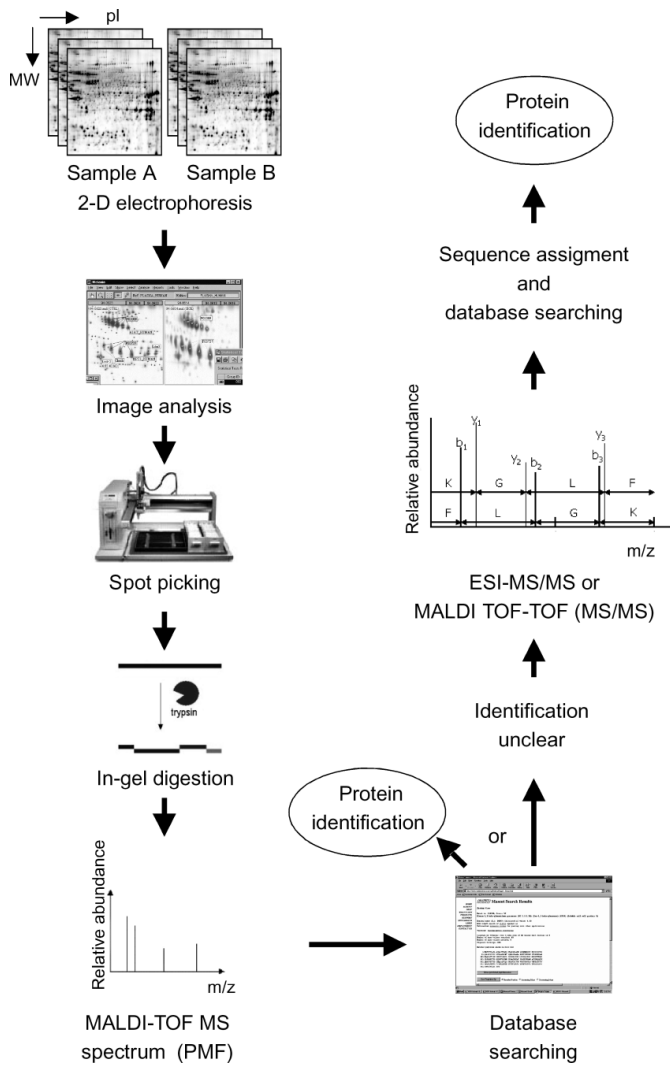 pI
MW
Sample A
Sample B
2-D electrophoresis
Image analysis
Spot picking
trypsin
In-gel digestion
Relative abundance
m/z
MALDI-TOF MS
spectrum (PMF)
Database
searching
or
Protein
identification
Identification
unclear
ESI-MS/MS or
MALDI TOF-TOF (MS/MS)
Relative abundance
b1
y1
y2
b2
b3
y3
K G L F
F L G K
m/z
Sequence assigment
and
database searching
Protein
identification